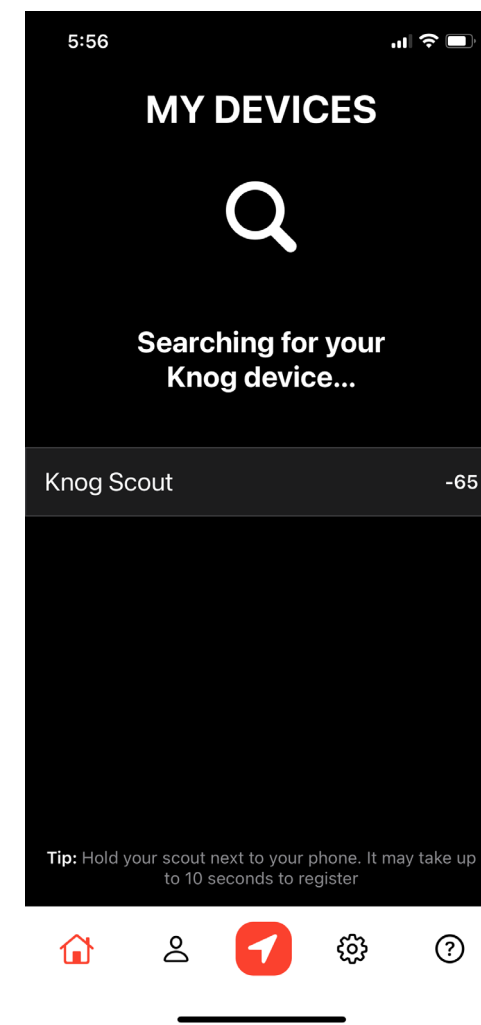 5:56
MY DEVICES
Searching for your
Knog device...
Knog Scout -65
Tip: Hold your scout next to your phone. It may take up
to 10 seconds to register
?